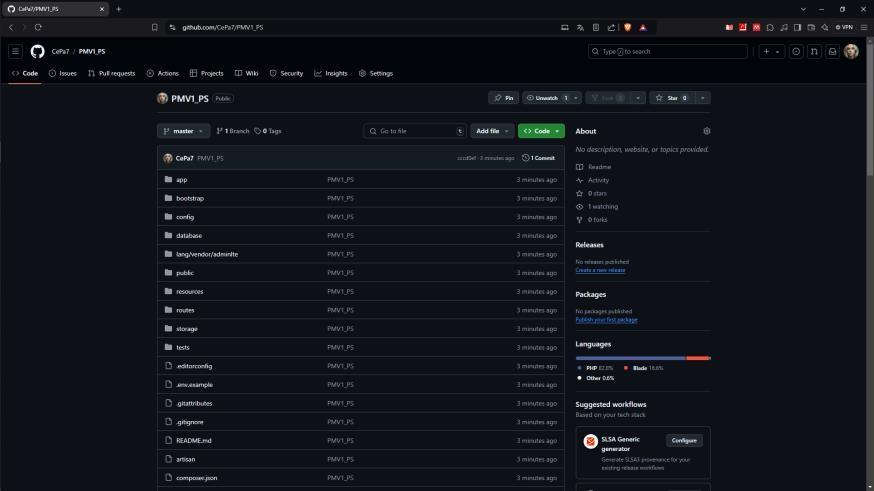 CePa7/PMV1_PS
github.com/CePa7/PMV1_PS
VPN
CePa7 / PMV1_PS
Type / to search
Code
Issues
Pull requests
Actions
Projects
Wiki
Security
Insights
Settings
PMV1_PS Public
Pin
Unwatch 1
Fork 0
Star 0
master
1 Branch
0 Tags
Go to file t
Add file
Code
CePa7 PMV1_PS
3 minutes ago
1 Commit
app PMV1_PS 3 minutes ago
bootstrap PMV1_PS 3 minutes ago
config PMV1_PS 3 minutes ago
database PMV1_PS 3 minutes ago
lang/vendor/adminlte PMV1_PS 3 minutes ago
public PMV1_PS 3 minutes ago
resources PMV1_PS 3 minutes ago
routes PMV1_PS 3 minutes ago
storage PMV1_PS 3 minutes ago
tests PMV1_PS 3 minutes ago
.editorconfig PMV1_PS 3 minutes ago
.env.example PMV1_PS 3 minutes ago
.gitattributes PMV1_PS 3 minutes ago
.gitignore PMV1_PS 3 minutes ago
README.md PMV1_PS 3 minutes ago
artisan PMV1_PS 3 minutes ago
composer.json PMV1_PS 3 minutes ago
About
No description, website, or topics provided.
Readme
Activity
0 stars
1 watching
0 forks
Releases
No releases published
Create a new release
Packages
No packages published
Publish your first package
Languages
PHP 82.8%
Blade 16.6%
Other 0.6%
Suggested workflows
Based on your tech stack
SLSA Generic
generator
Configure
Generate SLSA3 provenance for your
existing release workflows